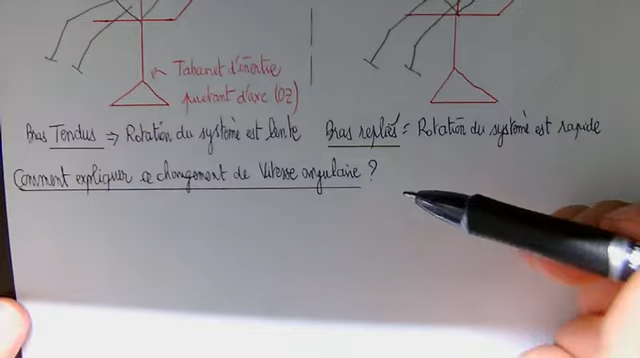 Tabouret d'inertie
pivotant d'axe (OZ)
Bras Tendus => Rotation du système est lente
Bras repliés = Rotation du système est rapide
Comment expliquer ce changement de Vitesse angulaire ?